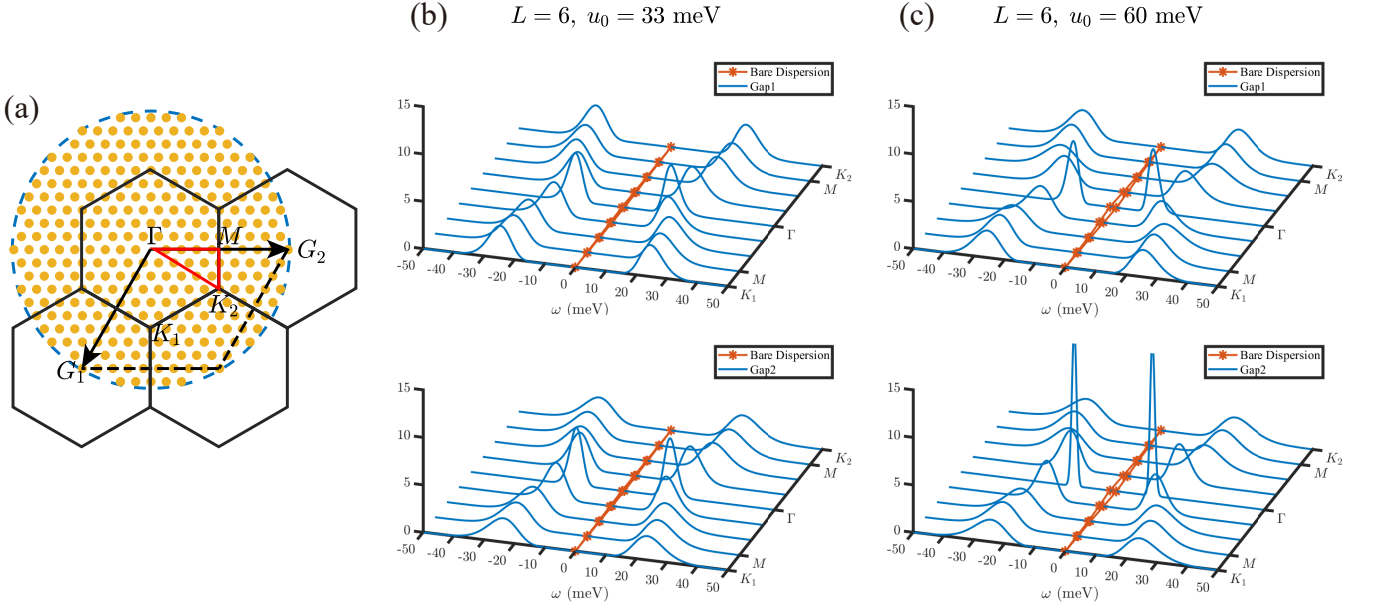 (a)
Γ
M
G₂
K₂
K₁
G₁
(b)
L = 6, u₀ = 33 meV
Bare Dispersion
Gap1
15
10
5
0
-50
-40
-30
-20
-10
0
10
20
30
40
50
ω (meV)
K₁
M
Γ
M
K₂
Bare Dispersion
Gap2
15
10
5
0
-50
-40
-30
-20
-10
0
10
20
30
40
50
ω (meV)
K₁
M
Γ
M
K₂
(c)
L = 6, u₀ = 60 meV
Bare Dispersion
Gap1
15
10
5
0
-50
-40
-30
-20
-10
0
10
20
30
40
50
ω (meV)
K₁
M
Γ
M
K₂
Bare Dispersion
Gap2
15
10
5
0
-50
-40
-30
-20
-10
0
10
20
30
40
50
ω (meV)
K₁
M
Γ
M
K₂